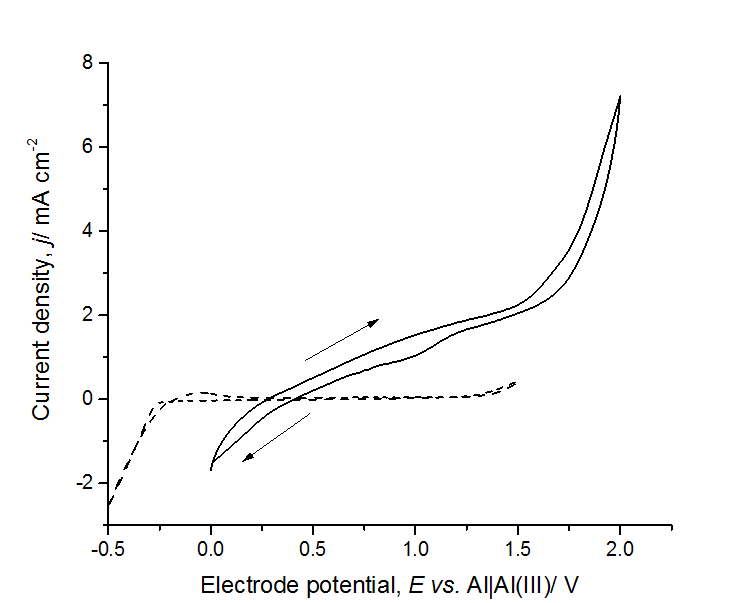 8
6
4
2
0
-2
-0.5 0.0 0.5 1.0 1.5 2.0
Current density, j/ mA cm-2
Electrode potential, E vs. Al|Al(III)/ V